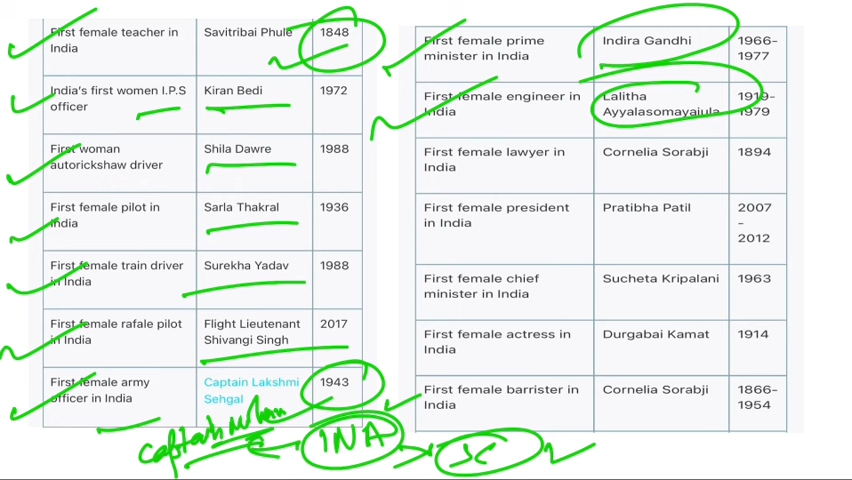 First female teacher in
India
Savitribai Phule
1848
India's first women I.P.S
officer
Kiran Bedi
1972
First woman
autorickshaw driver
Shila Dawre
1988
First female pilot in
India
Sarla Thakral
1936
First female train driver
in India
Surekha Yadav
1988
First female rafale pilot
in India
Flight Lieutenant
Shivangi Singh
2017
First female army
officer in India
Captain Lakshmi
Sehgal
1943
First female prime
minister in India
Indira Gandhi
1966-
1977
First female engineer in
India
Lalitha
Ayyalasomayajula
1919-
1979
First female lawyer in
India
Cornelia Sorabji
1894
First female president
in India
Pratibha Patil
2007
-
2012
First female chief
minister in India
Sucheta Kripalani
1963
First female actress in
India
Durgabai Kamat
1914
First female barrister in
India
Cornelia Sorabji
1866-
1954
Captain
INA